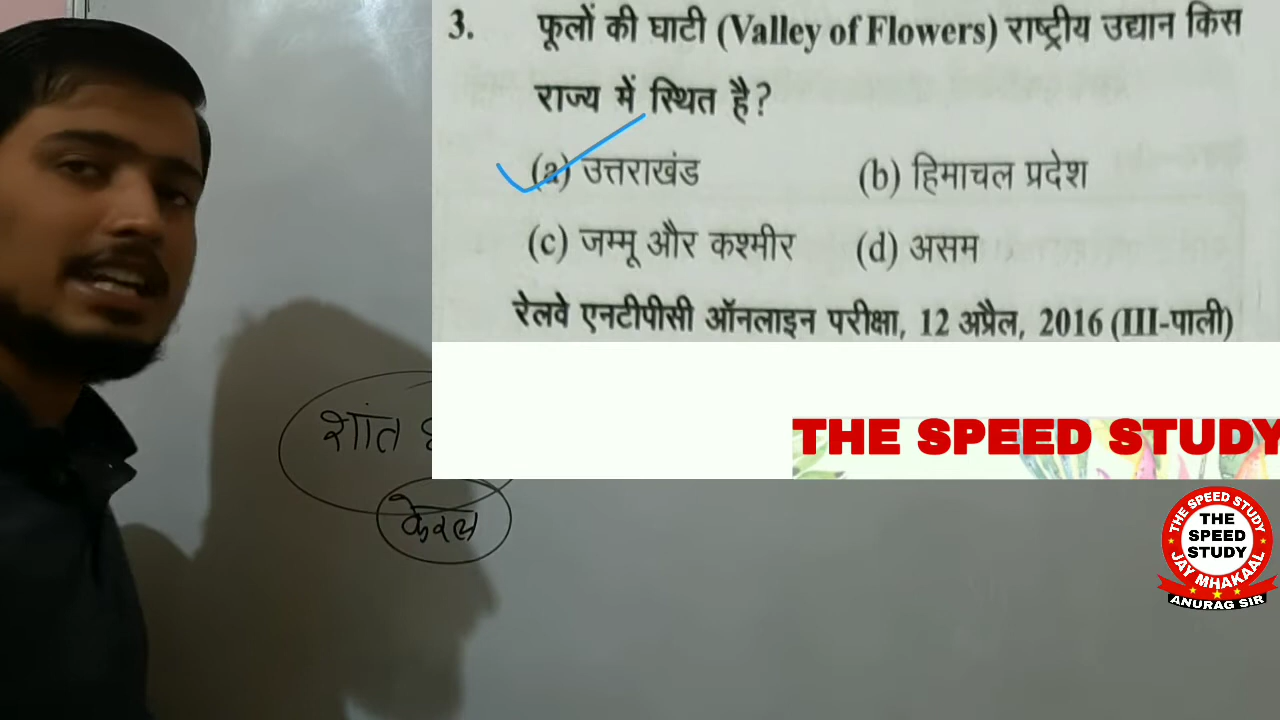 3. फूलों की घाटी (Valley of Flowers) राष्ट्रीय उद्यान किस
राज्य में स्थित है?
(a) उत्तराखंड (b) हिमाचल प्रदेश
(c) जम्मू और कश्मीर (d) असम
रेलवे एनटीपीसी ऑनलाइन परीक्षा, 12 अप्रैल, 2016 (III-पाली)
शांत
केरल
THE SPEED STUDY
THE SPEED STUDY
THE
SPEED
STUDY
JAY MHAKAAL
ANURAG SIR